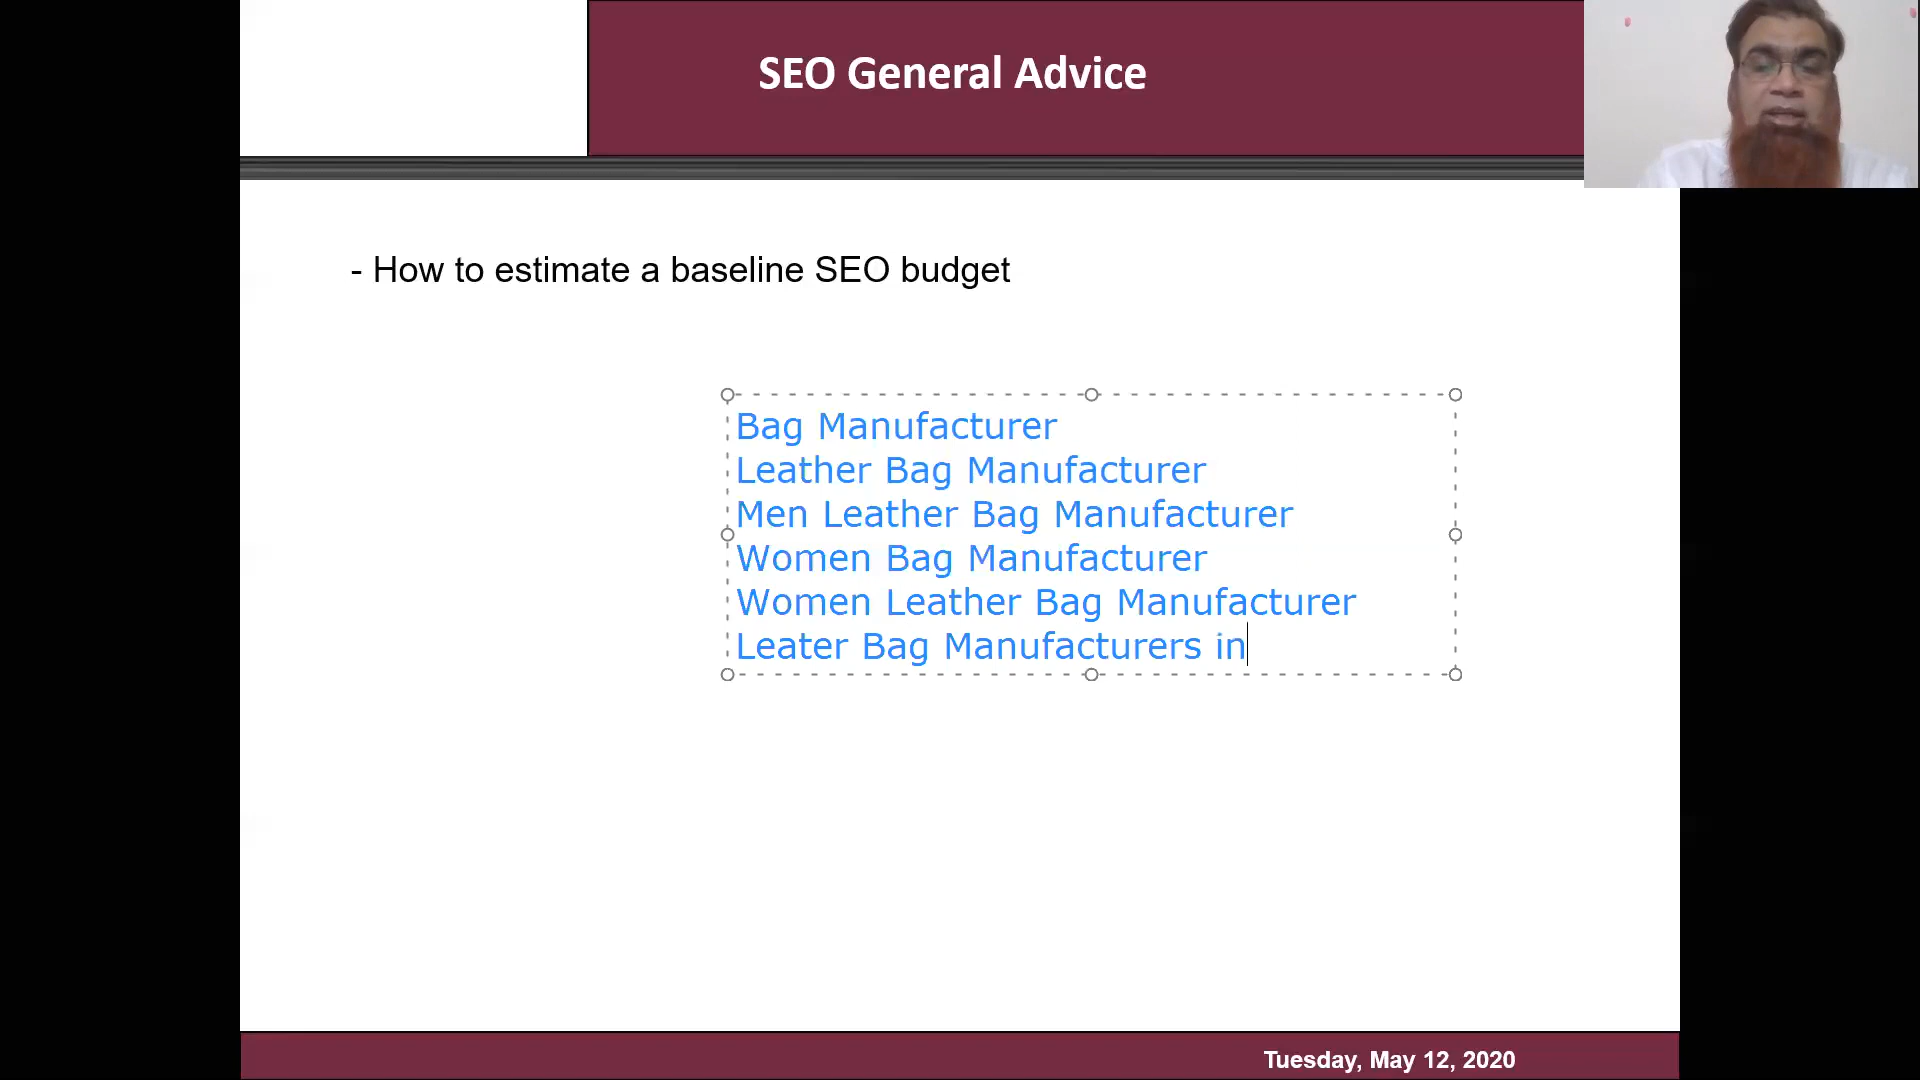 SEO General Advice
- How to estimate a baseline SEO budget
Bag Manufacturer
Leather Bag Manufacturer
Men Leather Bag Manufacturer
Women Bag Manufacturer
Women Leather Bag Manufacturer
Leater Bag Manufacturers in
Tuesday, May 12, 2020